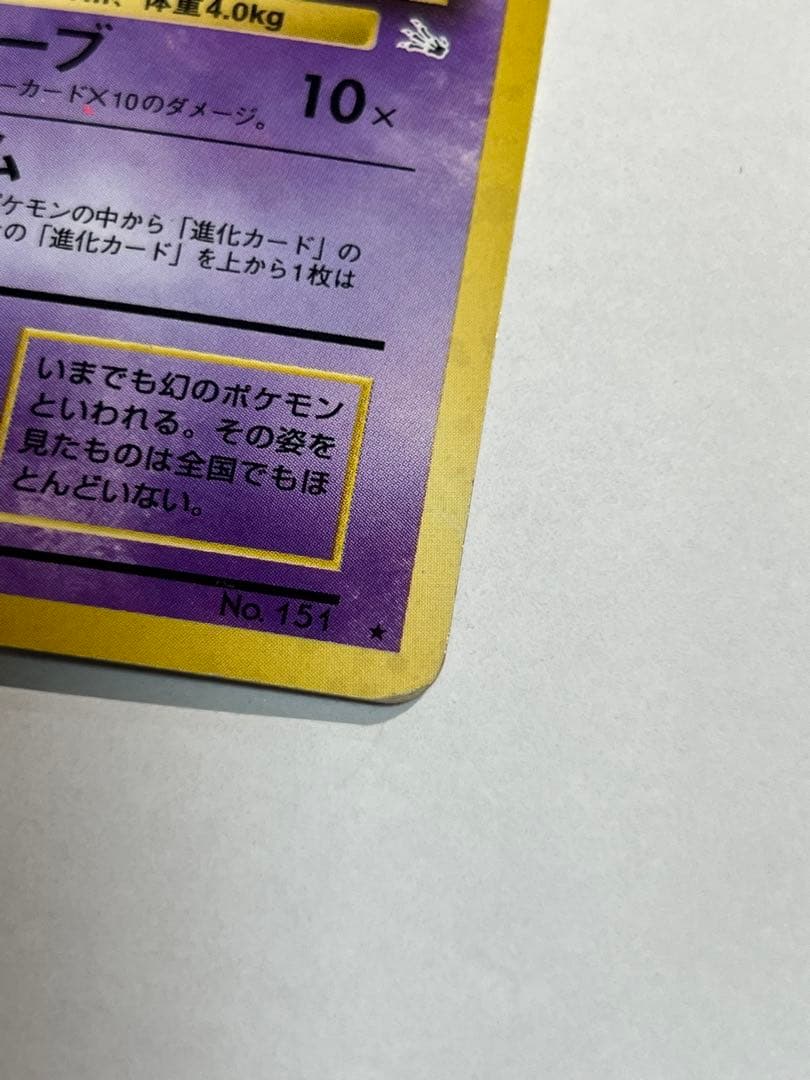 体重4.0kg
ーブ
ーカード×10のダメージ。 10×
ム
ケモンの中から「進化カード」の
の「進化カード」を上から1枚は
いまでも幻のポケモン
といわれる。その姿を
見たものは全国でもほ
とんどいない。
No. 151 ★